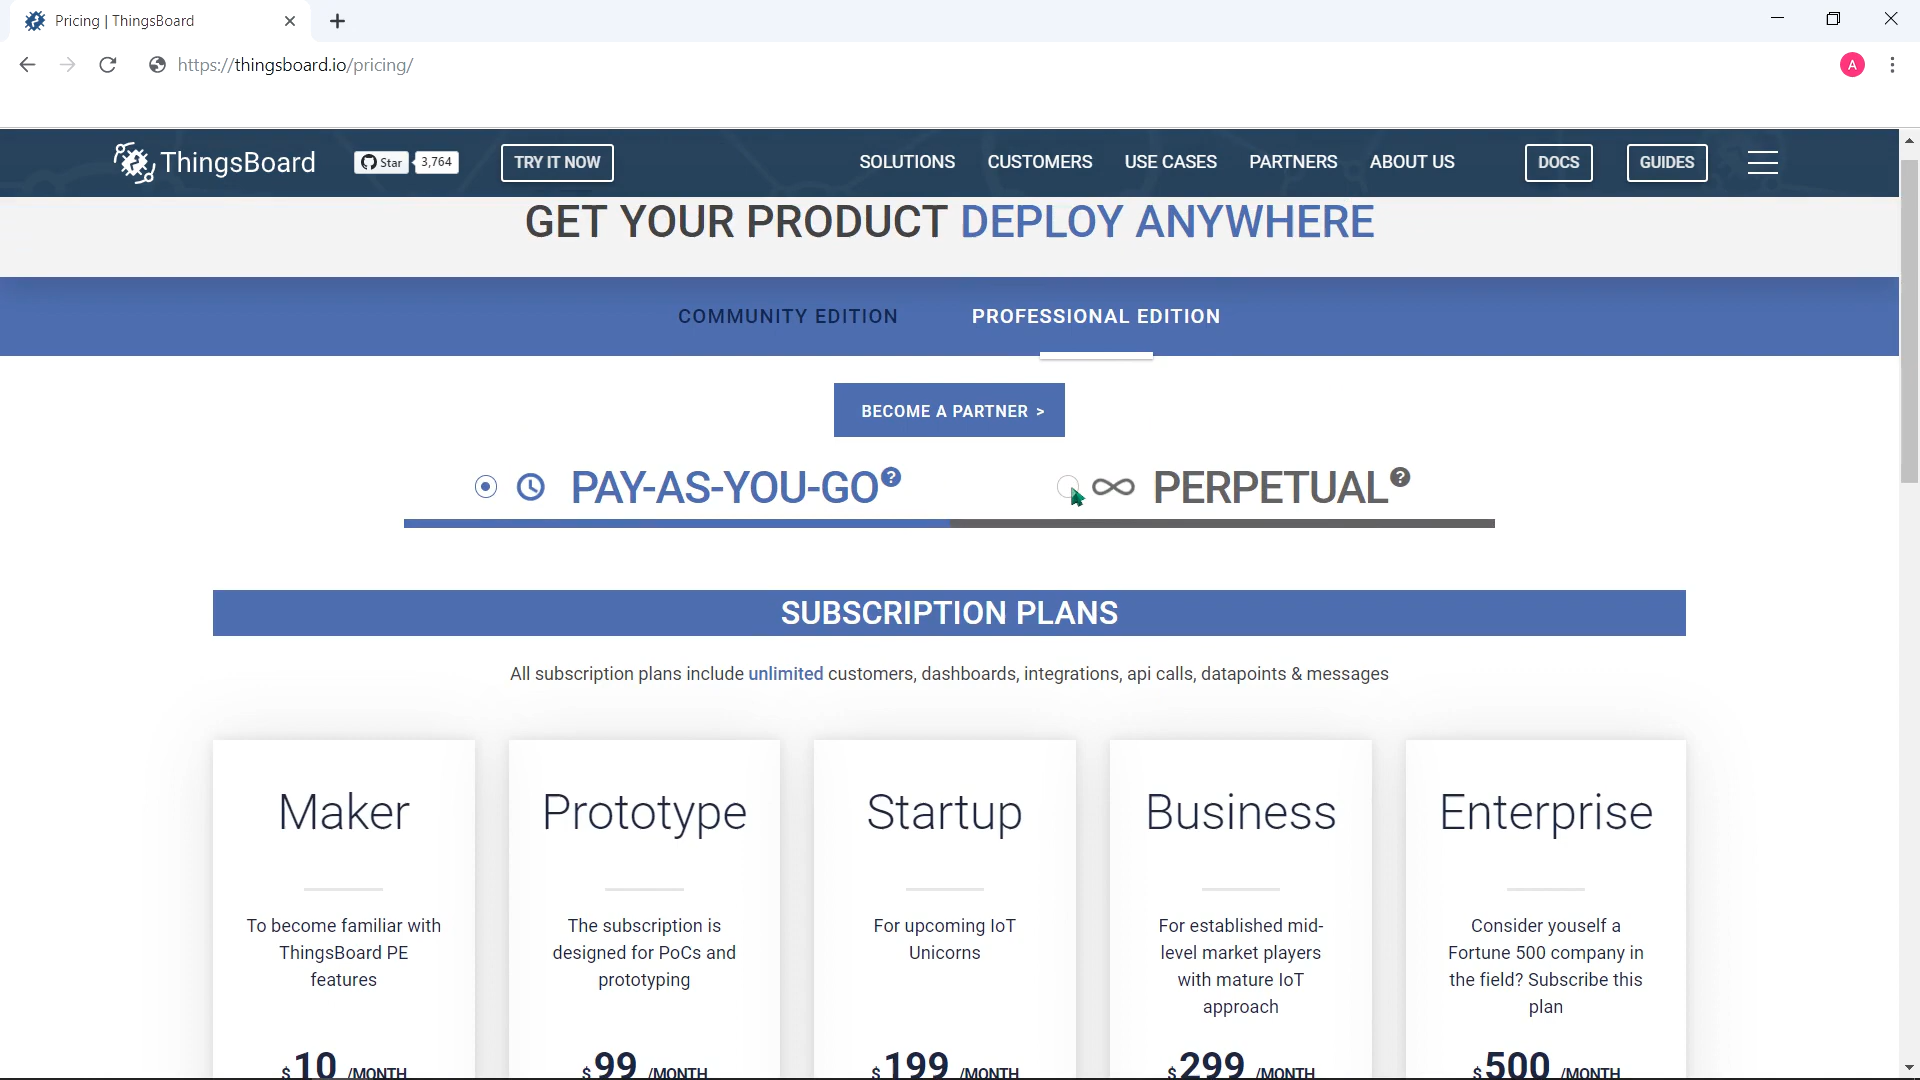 Pricing | ThingsBoard
https://thingsboard.io/pricing/
A
ThingsBoard
Star 3,764
TRY IT NOW
SOLUTIONS CUSTOMERS USE CASES PARTNERS ABOUT US
DOCS
GUIDES
GET YOUR PRODUCT DEPLOY ANYWHERE
COMMUNITY EDITION PROFESSIONAL EDITION
BECOME A PARTNER >
PAY-AS-YOU-GO?
PERPETUAL?
SUBSCRIPTION PLANS
All subscription plans include unlimited customers, dashboards, integrations, api calls, datapoints & messages
Maker
To become familiar with
ThingsBoard PE
features
$10 /MONTH
Prototype
The subscription is
designed for PoCs and
prototyping
$99 /MONTH
Startup
For upcoming IoT
Unicorns
$199 /MONTH
Business
For established mid-
level market players
with mature IoT
approach
$299 /MONTH
Enterprise
Consider youself a
Fortune 500 company in
the field? Subscribe this
plan
$500 /MONTH